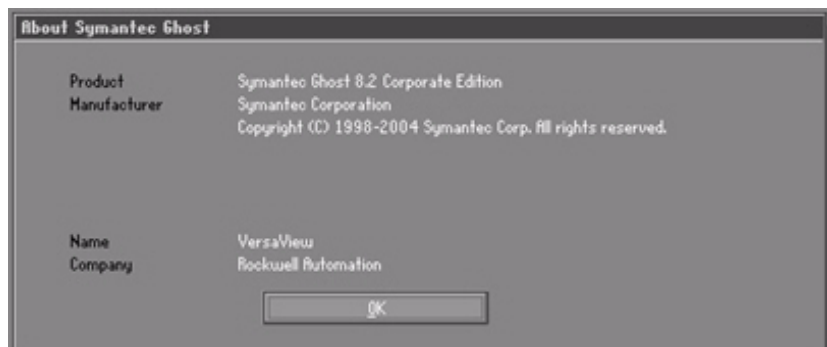 About Symantec Ghost
Product Symantec Ghost 8.2 Corporate Edition
Manufacturer Symantec Corporation
Copyright (C) 1998-2004 Symantec Corp. All rights reserved.
Name VersaView
Company Rockwell Automation
OK